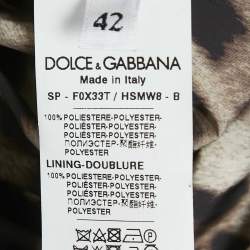 42
DOLCE & GABBANA
Made in Italy
SP - F0X33T / HSMW8 - B
100% POLIESTERE-POLYESTER-
POLYESTER-POLYESTER-
POLYESTER-POLIÉSTER-
ПОЛИЭСТЕР-聚酯纤维-
POLYESTER
LINING-DOUBLURE
100% POLIESTERE-POLYESTER-
POLYESTER-POLYESTER-
POLYESTER-POLIÉSTER-
ПОЛИЭСТЕР-聚酯纤维-
POLYESTER